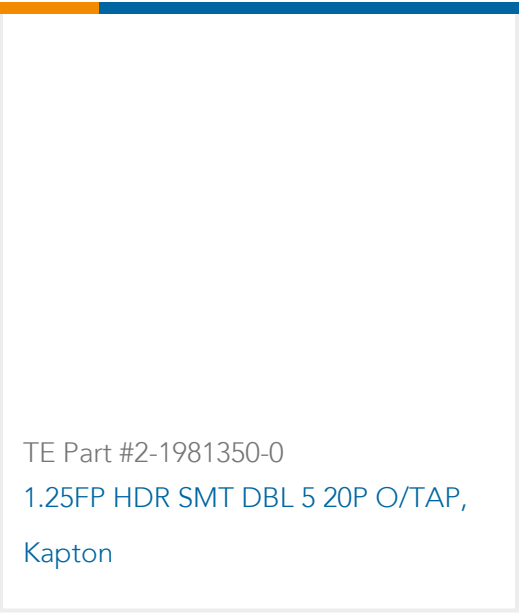 TE Part #2-1981350-0
1.25FP HDR SMT DBL 5 20P O/TAP,
Kapton